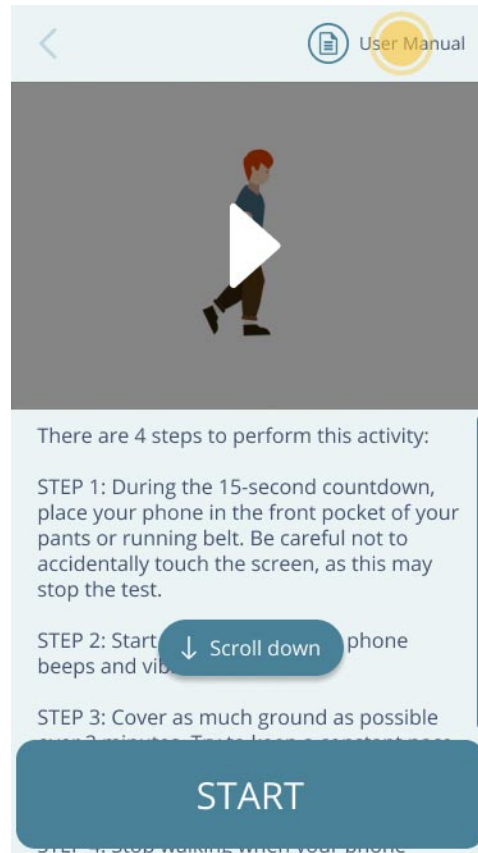 User Manual
There are 4 steps to perform this activity:
STEP 1: During the 15-second countdown,
place your phone in the front pocket of your
pants or running belt. Be careful not to
accidentally touch the screen, as this may
stop the test.
STEP 2: Start
phone
↓ Scroll down
beeps and
STEP 3: Cover as much ground as possible
START